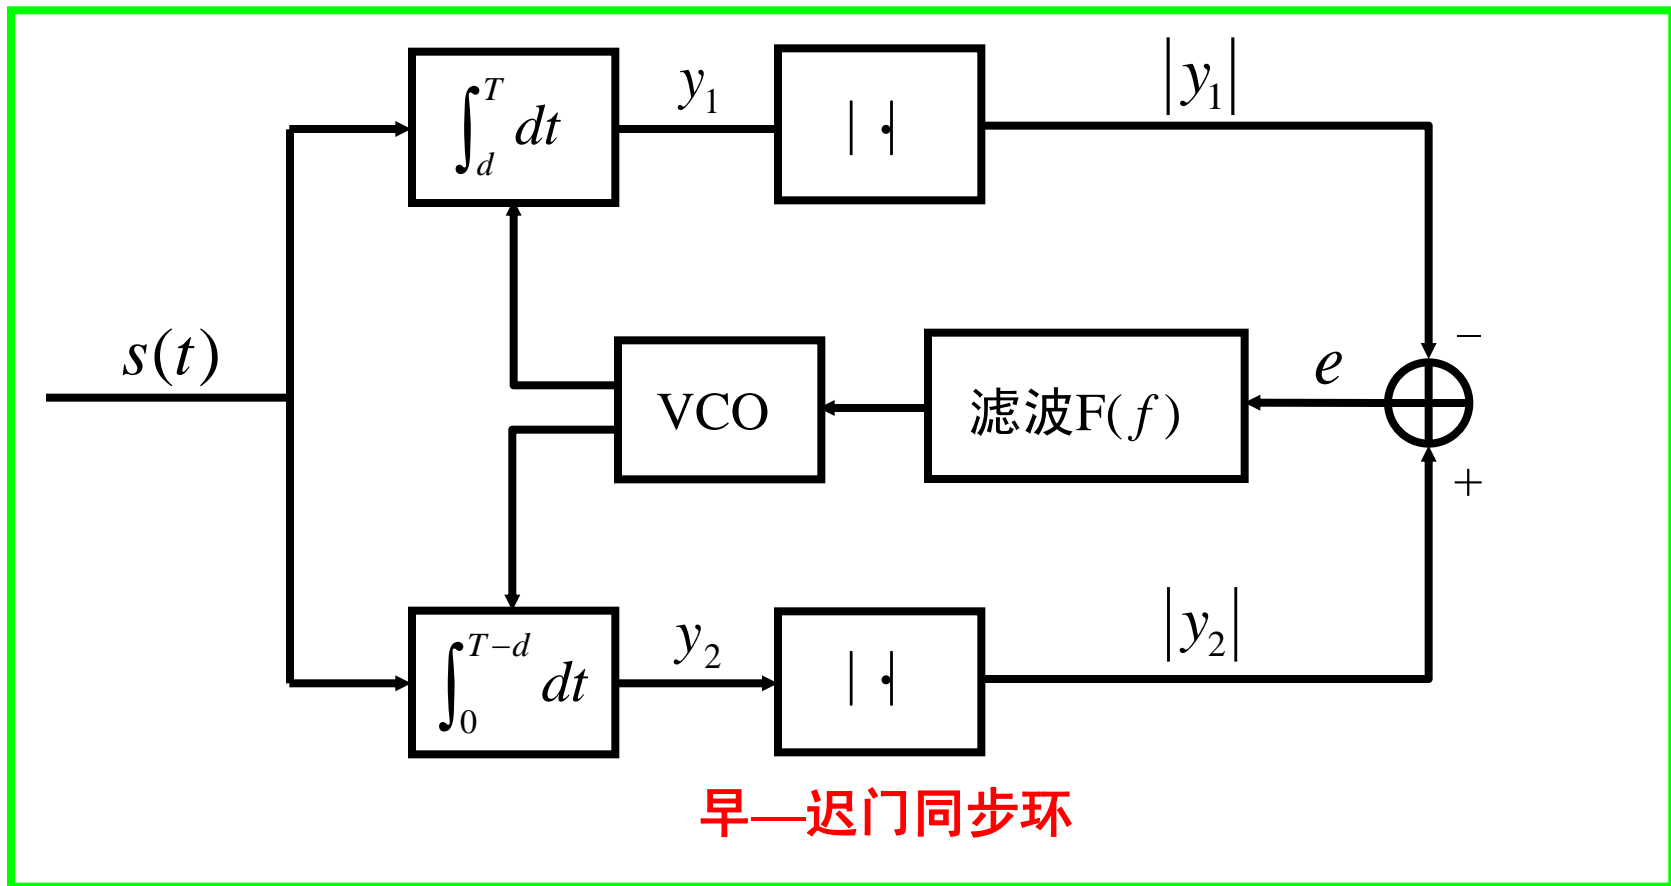 ∫_d^T dt
y₁
| · |
|y₁|
s(t)
VCO
滤波F(f)
e
−
+
∫_0^{T−d} dt
y₂
| · |
|y₂|
早—迟门同步环